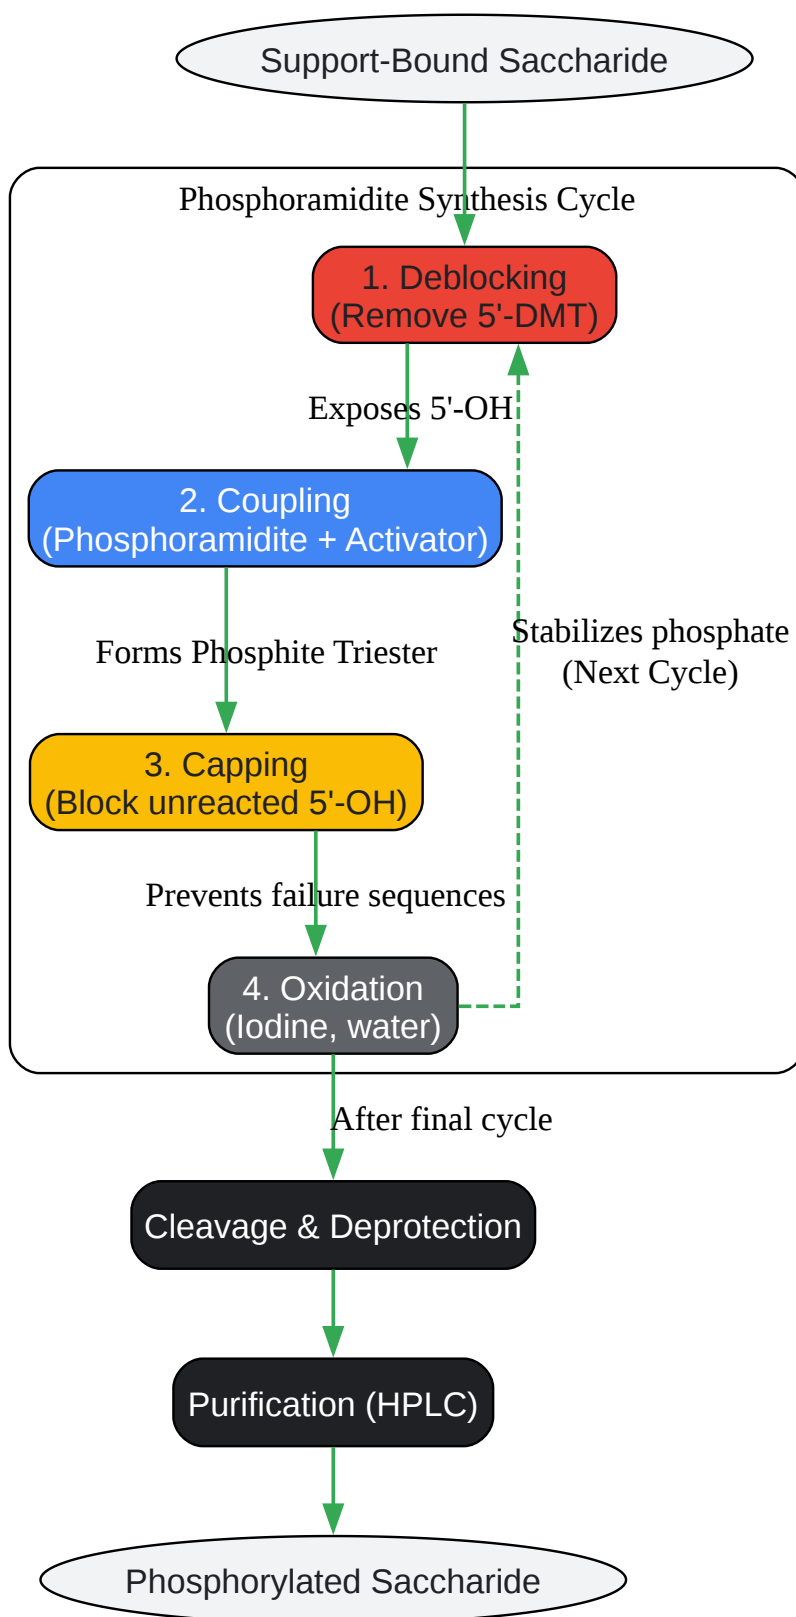 Support-Bound Saccharide
Phosphoramidite Synthesis Cycle
1. Deblocking
(Remove 5'-DMT)
Exposes 5'-OH
2. Coupling
(Phosphoramidite + Activator)
Stabilizes phosphate
(Next Cycle)
Forms Phosphite Triester
3. Capping
(Block unreacted 5'-OH)
Prevents failure sequences
4. Oxidation
(Iodine, water)
After final cycle
Cleavage & Deprotection
Purification (HPLC)
Phosphorylated Saccharide